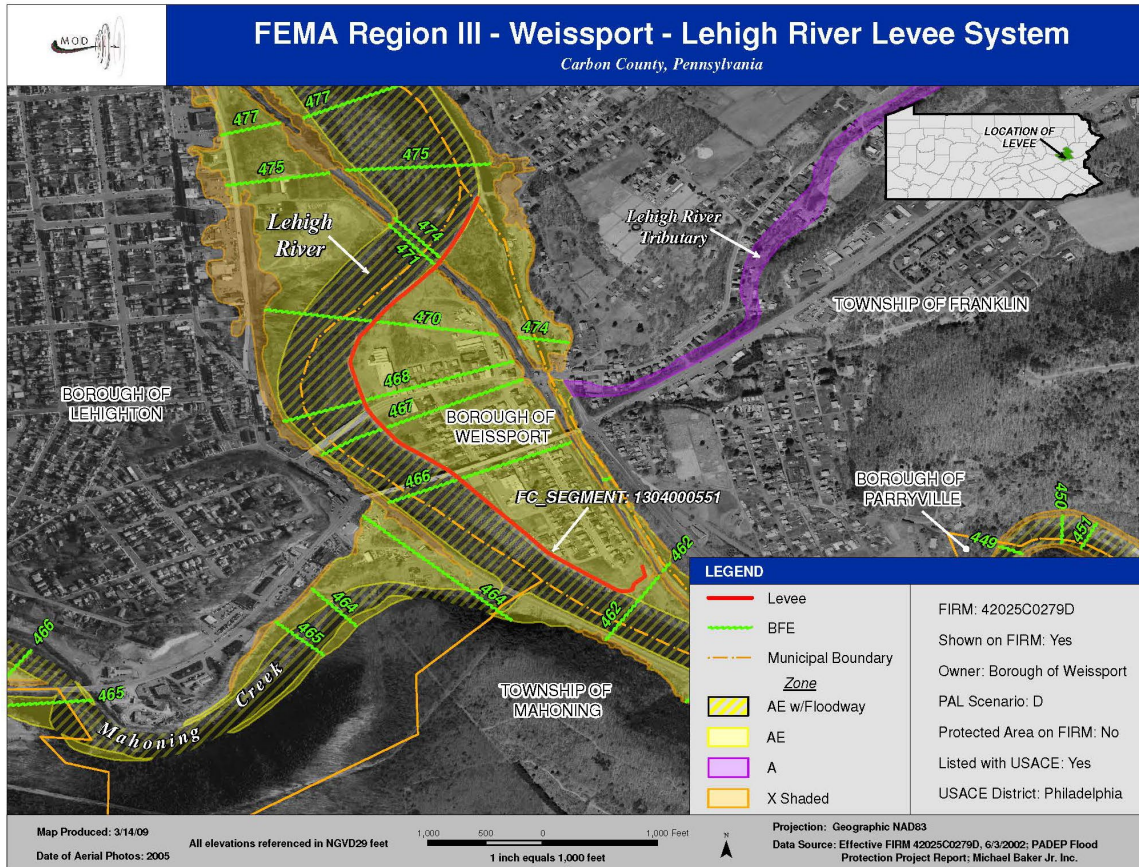 MOD
FEMA Region III - Weissport - Lehigh River Levee System
Carbon County, Pennsylvania
477
477
475
475
LOCATION OF
LEVEE
Lehigh
River
474
471
Lehigh River
Tributary
TOWNSHIP OF FRANKLIN
470
474
BOROUGH OF
LEHIGHTON
468
467
BOROUGH OF
WEISSPORT
466
FC_SEGMENT: 1304000551
BOROUGH OF
PARRYVILLE
450
451
449
462
462
464
464
465
466
465
Mahoning Creek
TOWNSHIP OF
MAHONING
LEGEND
Levee
BFE
Municipal Boundary
Zone
AE w/Floodway
AE
A
X Shaded
FIRM: 42025C0279D
Shown on FIRM: Yes
Owner: Borough of Weissport
PAL Scenario: D
Protected Area on FIRM: No
Listed with USACE: Yes
USACE District: Philadelphia
Map Produced: 3/14/09
Date of Aerial Photos: 2005
All elevations referenced in NGVD29 feet
1,000 500 0 1,000 Feet
1 inch equals 1,000 feet
N
Projection: Geographic NAD83
Data Source: Effective FIRM 42025C0279D, 6/3/2002; PADEP Flood
Protection Project Report; Michael Baker Jr. Inc.